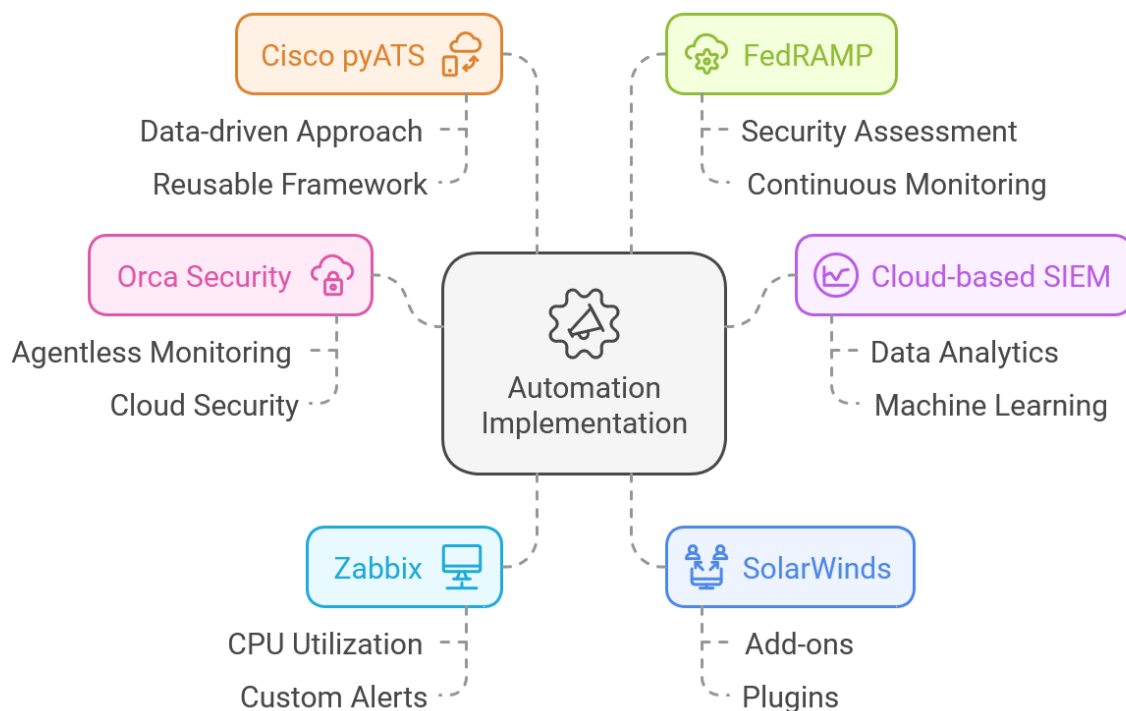 Cisco pyATS
Data-driven Approach
Reusable Framework
FedRAMP
Security Assessment
Continuous Monitoring
Orca Security
Agentless Monitoring
Cloud Security
Automation
Implementation
Cloud-based SIEM
Data Analytics
Machine Learning
Zabbix
CPU Utilization
Custom Alerts
SolarWinds
Add-ons
Plugins